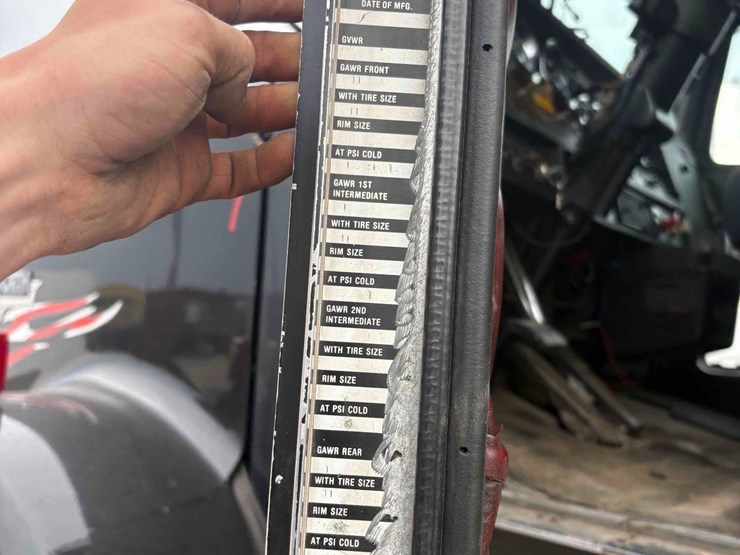 DATE OF MFG.
GVWR
GAWR FRONT
WITH TIRE SIZE
RIM SIZE
AT PSI COLD
GAWR 1ST
INTERMEDIATE
WITH TIRE SIZE
RIM SIZE
AT PSI COLD
GAWR 2ND
INTERMEDIATE
WITH TIRE SIZE
RIM SIZE
AT PSI COLD
GAWR REAR
WITH TIRE SIZE
RIM SIZE
AT PSI COLD